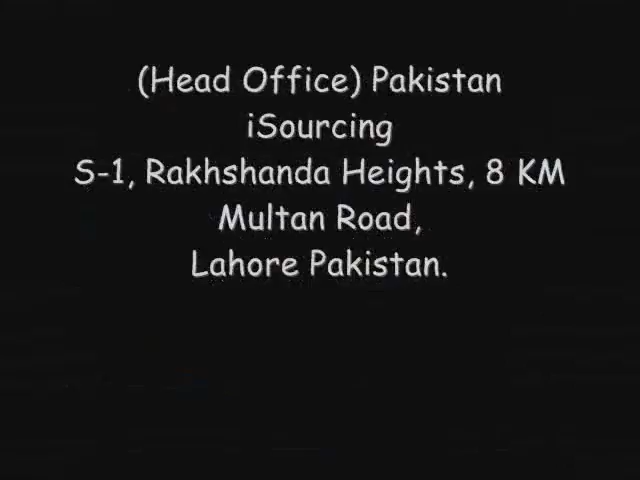 (Head Office) Pakistan
iSourcing
S-1, Rakhshanda Heights, 8 KM
Multan Road,
Lahore Pakistan.